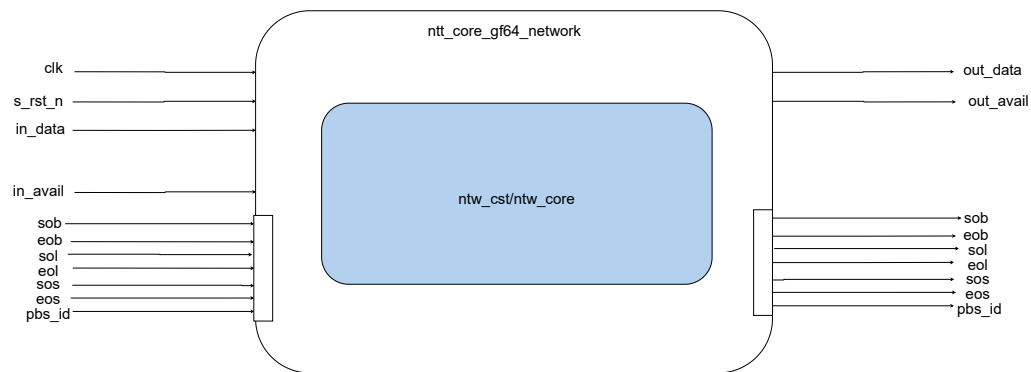 ntt_core_gf64_network
clk
s_rst_n
in_data
in_avail
sob
eob
sol
eol
sos
eos
pbs_id
ntw_cst/ntw_core
out_data
out_avail
sob
eob
sol
eol
sos
eos
pbs_id